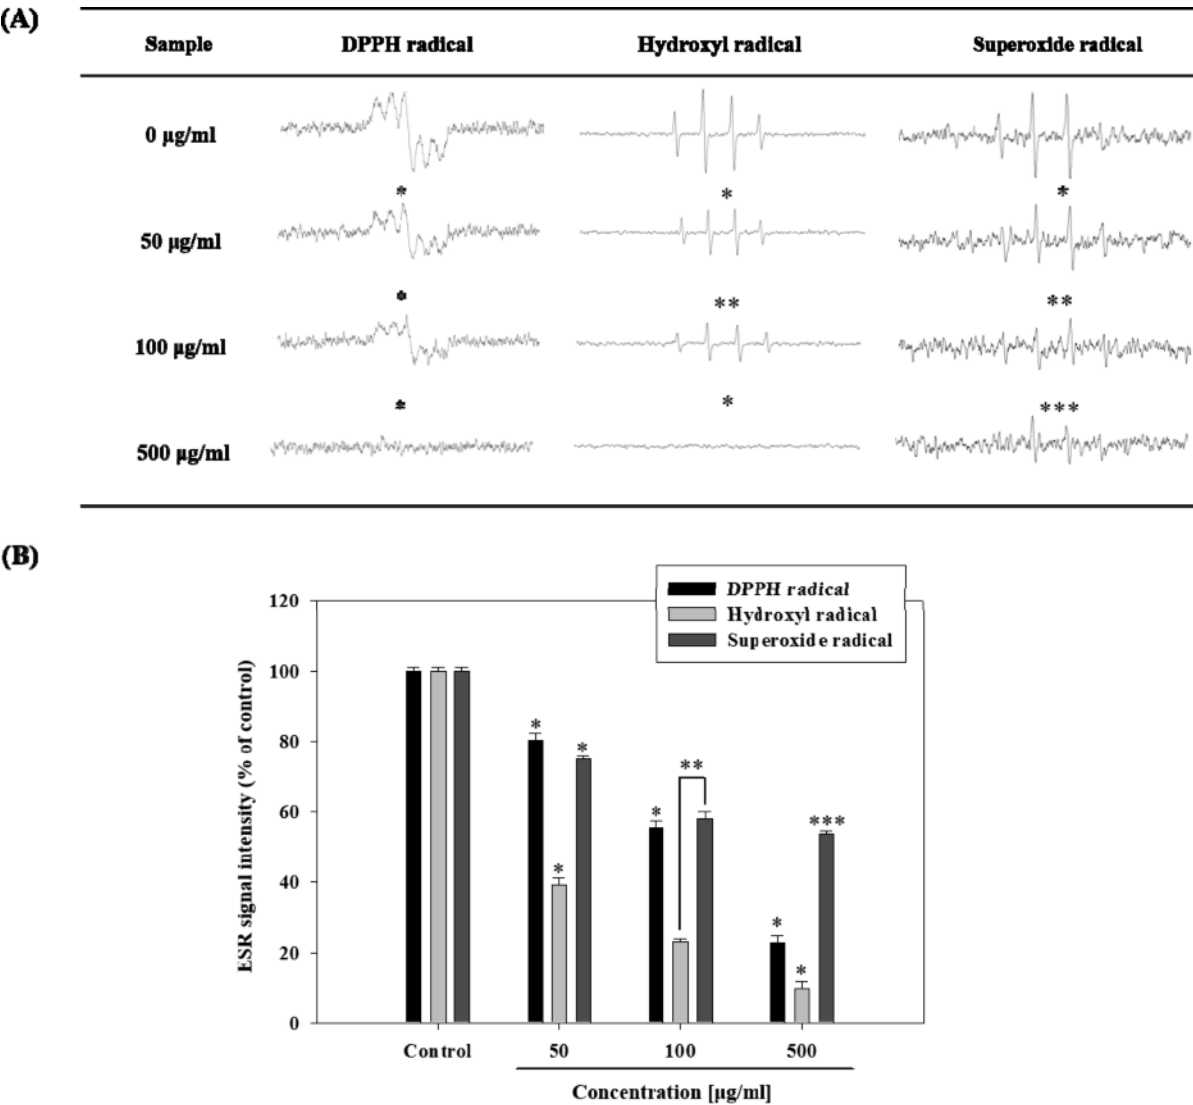 (A)
Sample DPPH radical Hydroxyl radical Superoxide radical
0 µg/ml
* * *
50 µg/ml
* ** **
100 µg/ml
* * ***
500 µg/ml
(B)
DPPH radical
Hydroxyl radical
Superoxide radical
ESR signal intensity (% of control)
120
100
80
60
40
20
0
* * *
* **
* * ***
Control 50 100 500
Concentration [µg/ml]